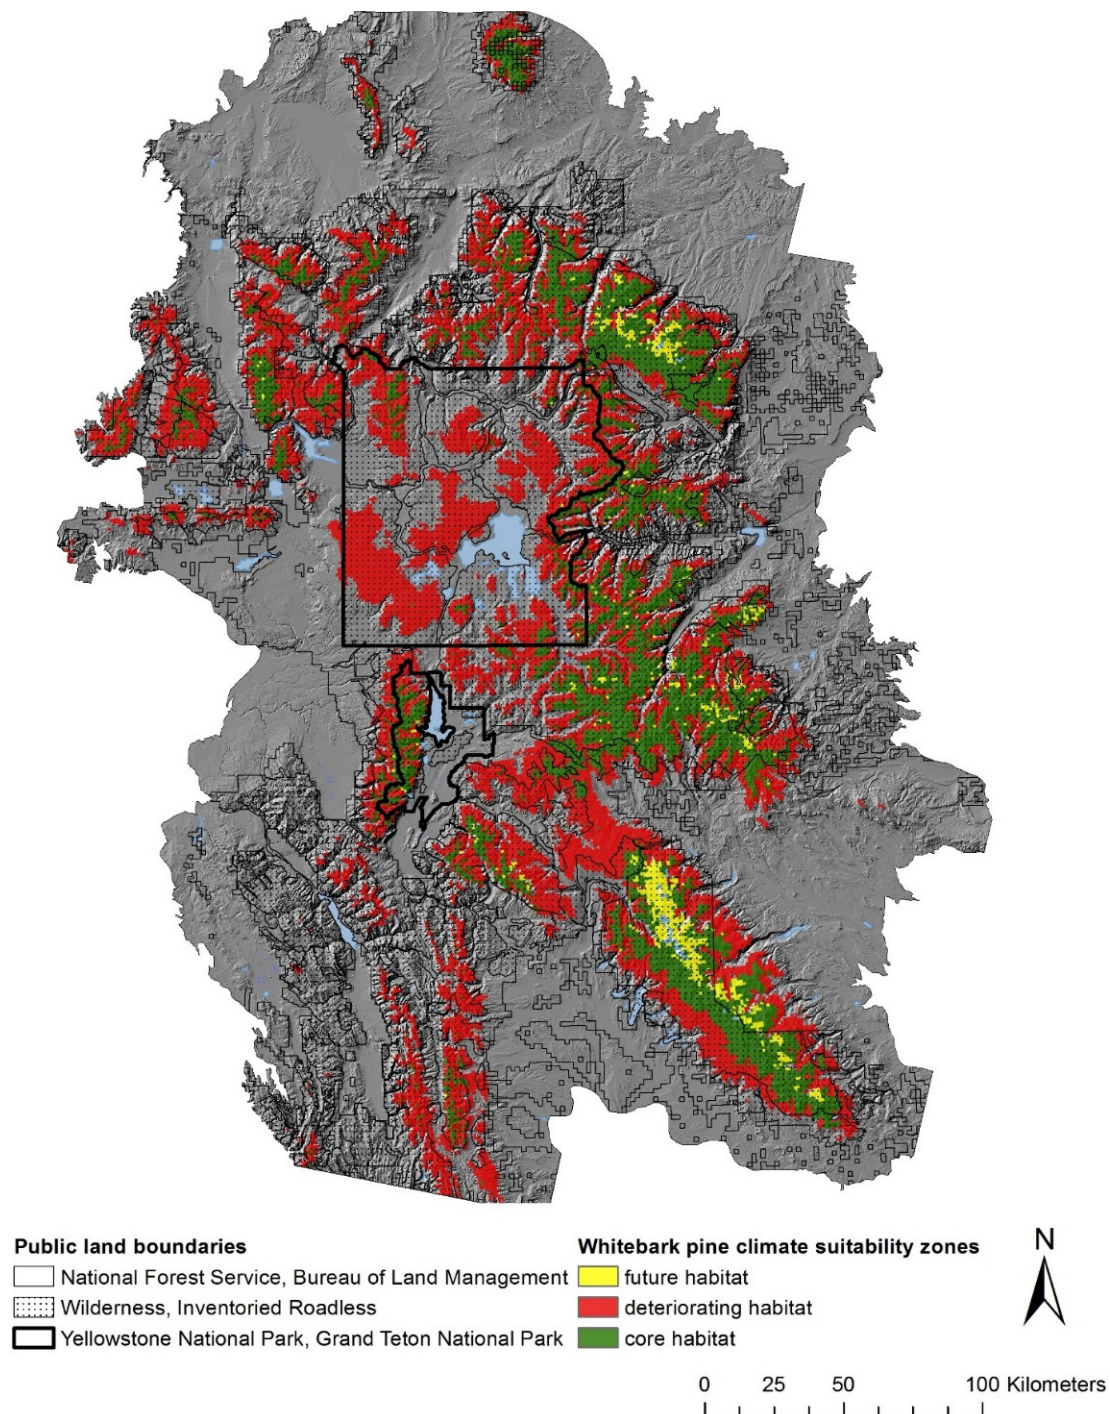 Public land boundaries
National Forest Service, Bureau of Land Management
Wilderness, Inventoried Roadless
Yellowstone National Park, Grand Teton National Park
Whitebark pine climate suitability zones
future habitat
deteriorating habitat
core habitat
N
0 25 50 100 Kilometers